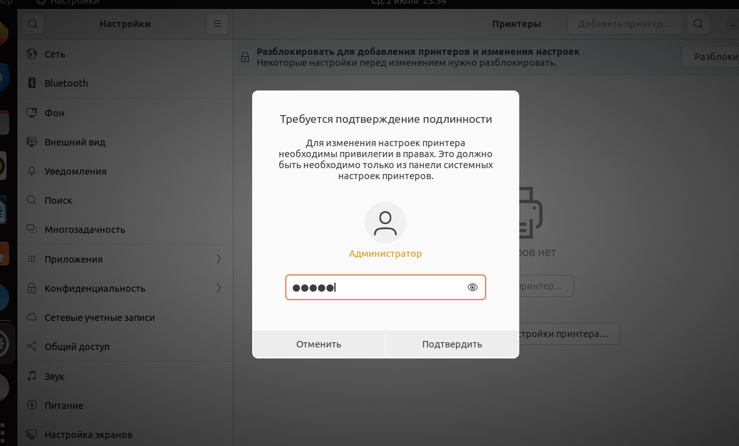 Настройки
Ср, 2 июля 23:54
Настройки
Принтеры
Добавить принтер…
Разблокировать для добавления принтеров и изменения настроек
Некоторые настройки перед изменением нужно разблокировать.
Разблоки
Сеть
Bluetooth
Фон
Внешний вид
Уведомления
Поиск
Многозадачность
Приложения
Конфиденциальность
Сетевые учетные записи
Общий доступ
Звук
Питание
Настройка экранов
Требуется подтверждение подлинности
Для изменения настроек принтера
необходимы привилегии в правах. Это должно
быть необходимо только из панели системных
настроек принтеров.
Администратор
●●●●●
Отменить
Подтвердить
ров нет
принтер…
стройки принтера…